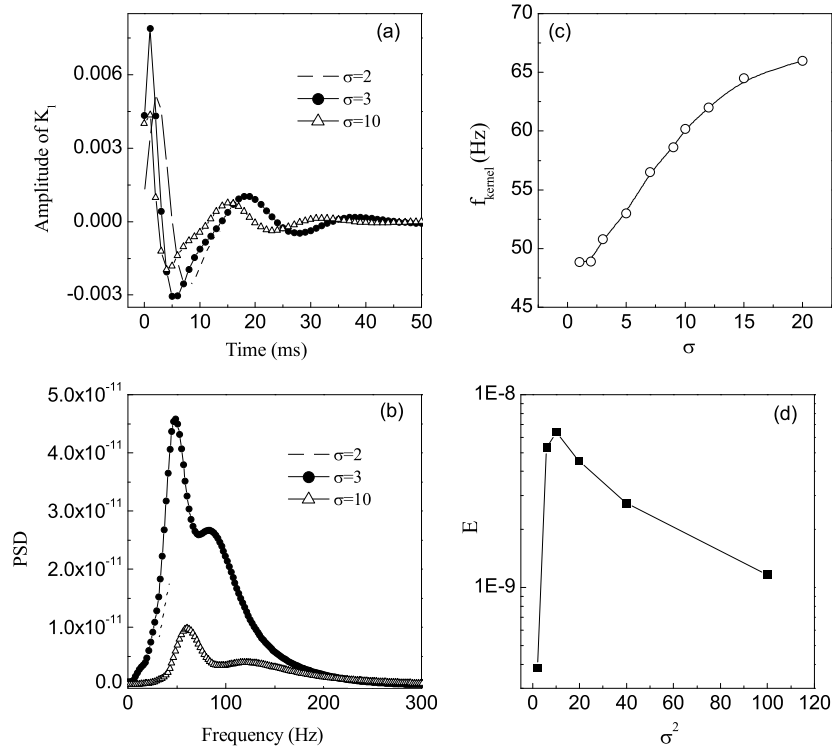 (a)
0.006
0.003
0.000
-0.003
Amplitude of K₁
σ=2
σ=3
σ=10
0 10 20 30 40 50
Time (ms)
(c)
70
65
60
55
50
45
f_kernel (Hz)
0 5 10 15 20
σ
(b)
5.0x10⁻¹¹
4.0x10⁻¹¹
3.0x10⁻¹¹
2.0x10⁻¹¹
1.0x10⁻¹¹
0.0
PSD
σ=2
σ=3
σ=10
0 100 200 300
Frequency (Hz)
(d)
1E-8
1E-9
E
0 20 40 60 80 100 120
σ²